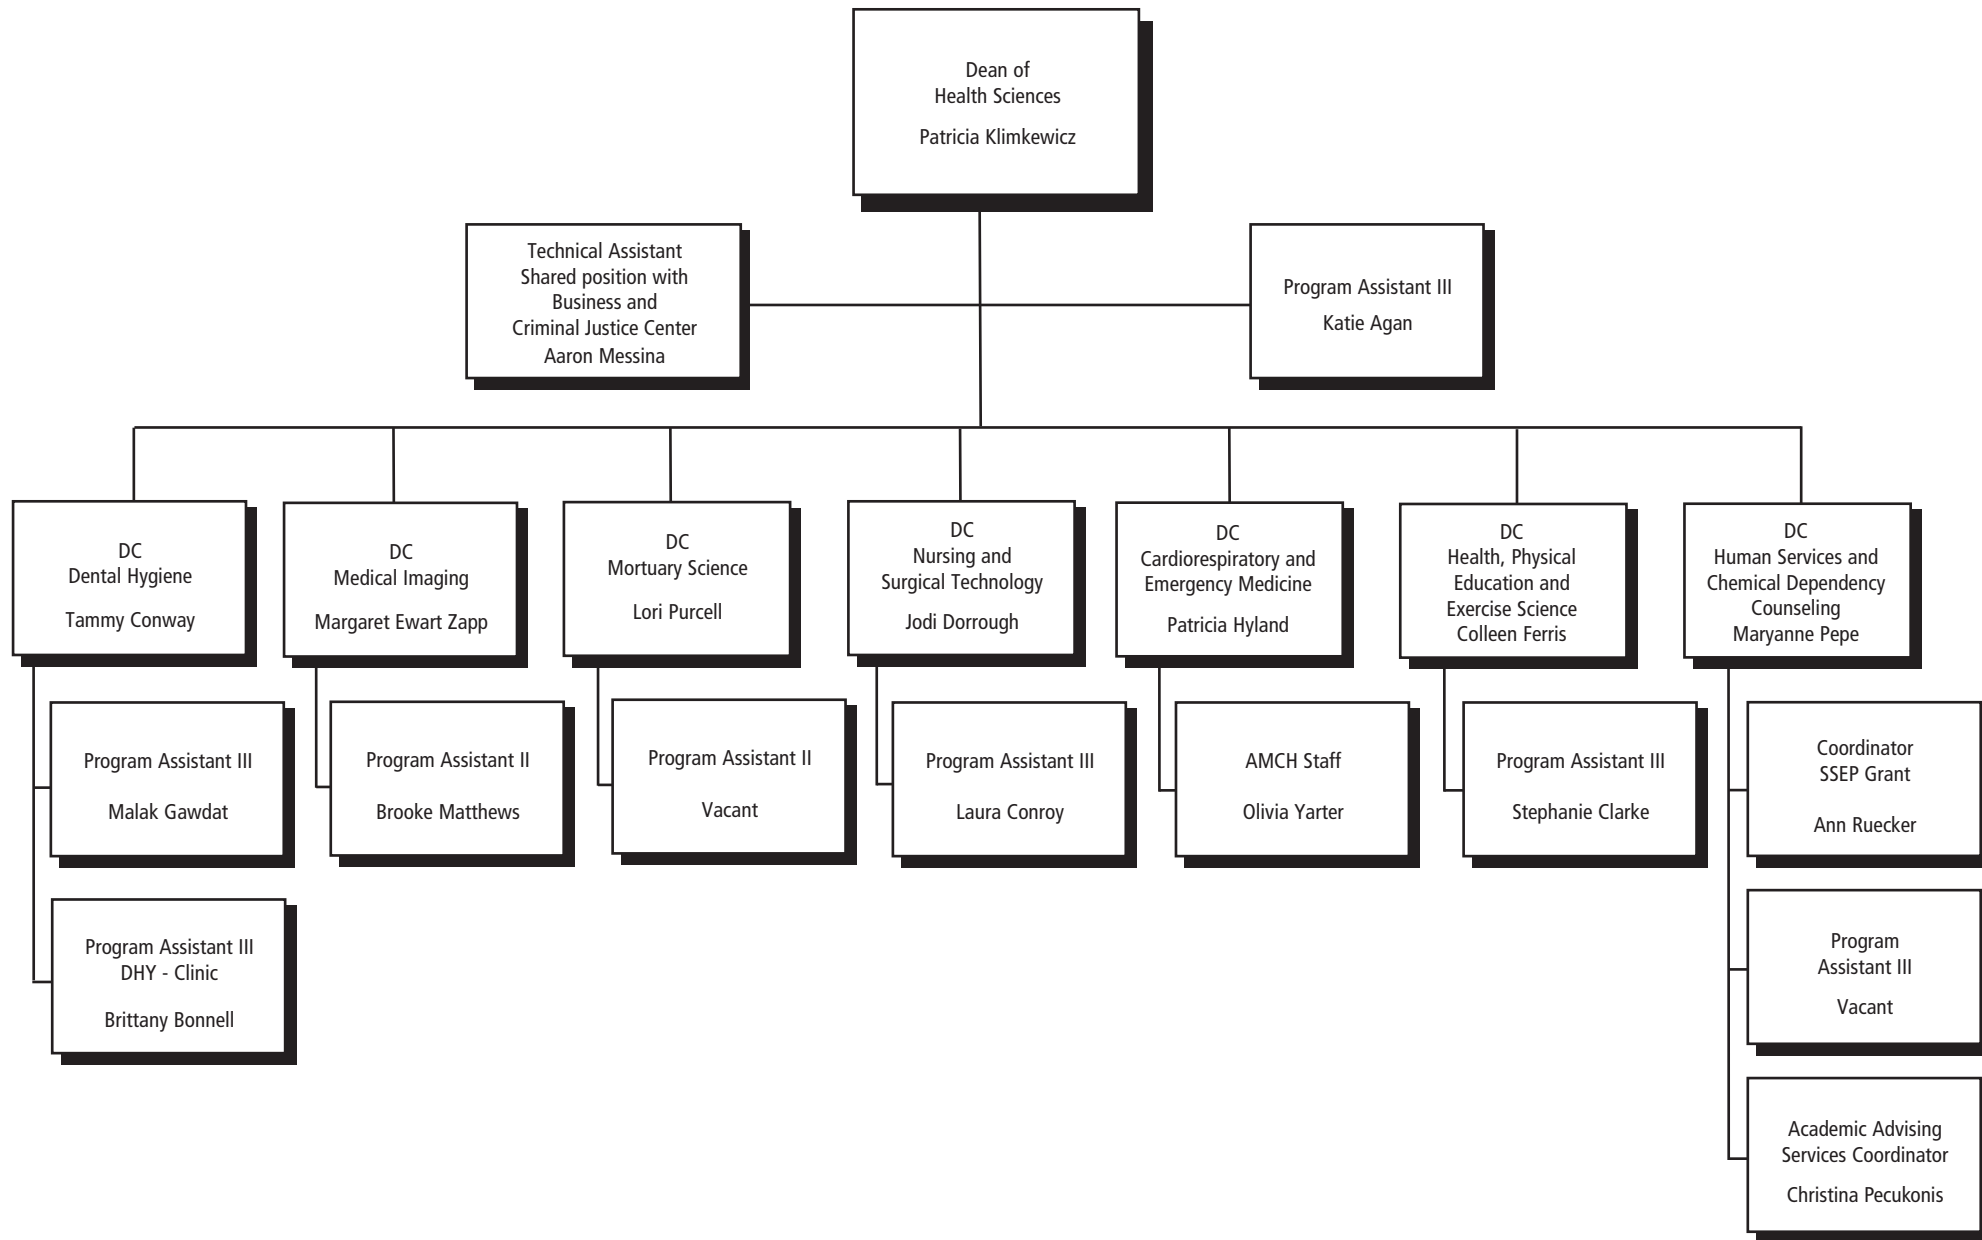 Dean of
Health Sciences
Patricia Klimkewicz
Technical Assistant
Shared position with
Business and
Criminal Justice Center
Aaron Messina
Program Assistant III
Katie Agan
DC
Dental Hygiene
Tammy Conway
DC
Medical Imaging
Margaret Ewart Zapp
DC
Mortuary Science
Lori Purcell
DC
Nursing and
Surgical Technology
Jodi Dorrough
DC
Cardiorespiratory and
Emergency Medicine
Patricia Hyland
DC
Health, Physical
Education and
Exercise Science
Colleen Ferris
DC
Human Services and
Chemical Dependency
Counseling
Maryanne Pepe
Program Assistant III
Malak Gawdat
Program Assistant II
Brooke Matthews
Program Assistant II
Vacant
Program Assistant III
Laura Conroy
AMCH Staff
Olivia Yarter
Program Assistant III
Stephanie Clarke
Coordinator
SSEP Grant
Ann Ruecker
Program Assistant III
DHY - Clinic
Brittany Bonnell
Program
Assistant III
Vacant
Academic Advising
Services Coordinator
Christina Pecukonis